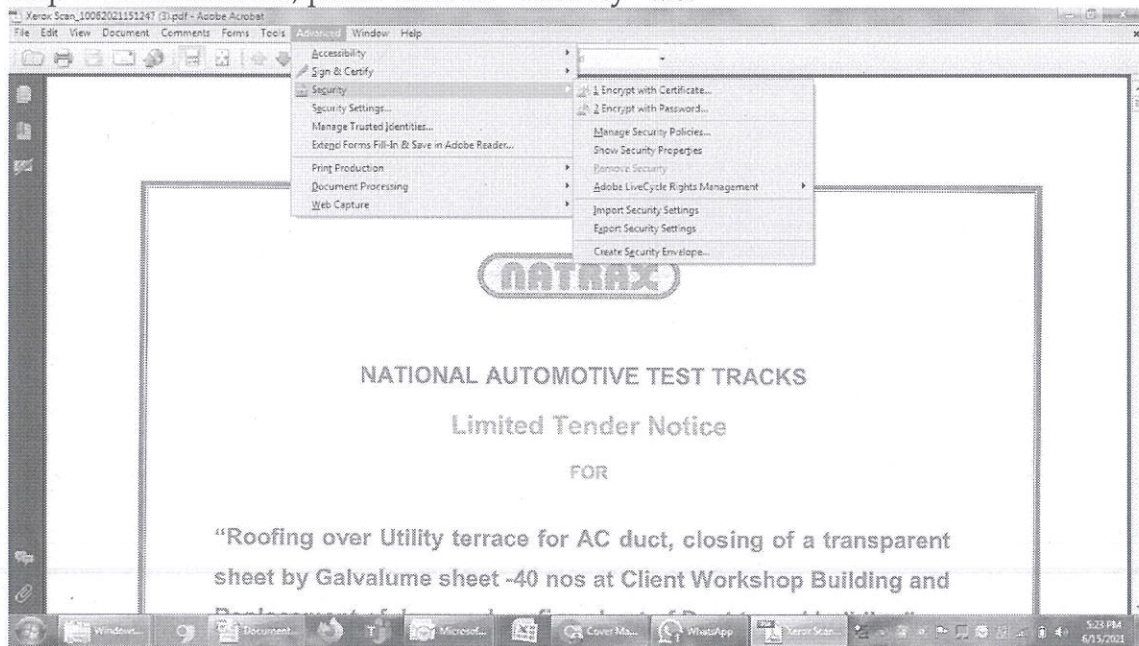 Xerox Scan_10082021151247 (3).pdf - Adobe Acrobat
File Edit View Document Comments Forms Tools Advanced Window Help
Accessibility
Sign & Certify
Security
Security Settings...
Manage Trusted Identities...
Extend Forms Fill-In & Save in Adobe Reader...
Print Production
Document Processing
Web Capture
1 Encrypt with Certificate...
2 Encrypt with Password...
Manage Security Policies...
Show Security Properties
Remove Security
Adobe LiveCycle Rights Management
Import Security Settings
Export Security Settings
Create Security Envelope...
NATRAX
NATIONAL AUTOMOTIVE TEST TRACKS
Limited Tender Notice
FOR
"Roofing over Utility terrace for AC duct, closing of a transparent
sheet by Galvalume sheet -40 nos at Client Workshop Building and
Windows... Document... Microsof... Cover Ma... WhatsApp Xerox Scan...
5:23 PM
6/15/2021